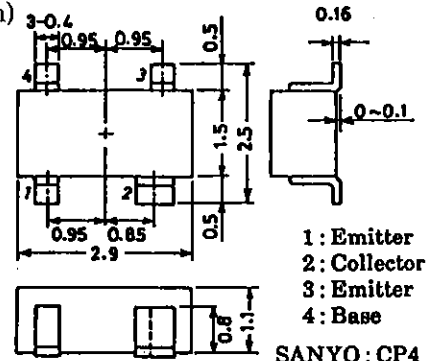 n)
3-0.4
0.95 0.95
0.5
0.16
4 3
1.5
2.5
0~0.1
1 2
0.95 0.85
0.5
2.9
1:Emitter
2:Collector
3:Emitter
4:Base
0.8
1.1
SANYO:CP4